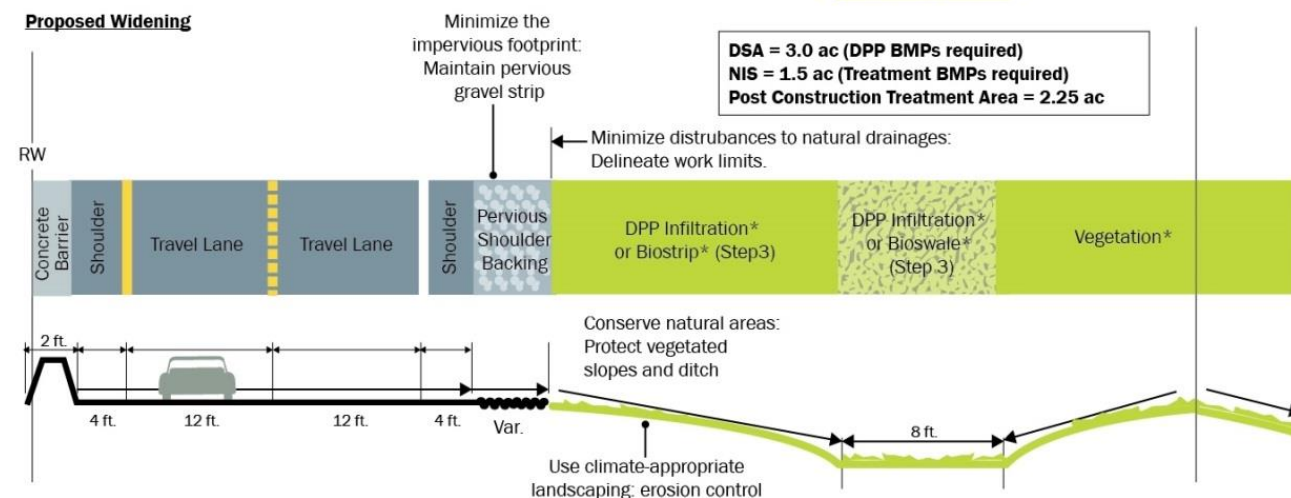 Proposed Widening
Minimize the
impervious footprint:
Maintain pervious
gravel strip
DSA = 3.0 ac (DPP BMPs required)
NIS = 1.5 ac (Treatment BMPs required)
Post Construction Treatment Area = 2.25 ac
Minimize distrubances to natural drainages:
Delineate work limits.
RW
Concrete
Barrier
Shoulder
Travel Lane
Travel Lane
Shoulder
Pervious
Shoulder
Backing
DPP Infiltration*
or Biostrip* (Step3)
DPP Infiltration*
or Bioswale*
(Step 3)
Vegetation*
2 ft.
4 ft.
12 ft.
12 ft.
4 ft.
Var.
Conserve natural areas:
Protect vegetated
slopes and ditch
8 ft.
Use climate-appropriate
landscaping; erosion control